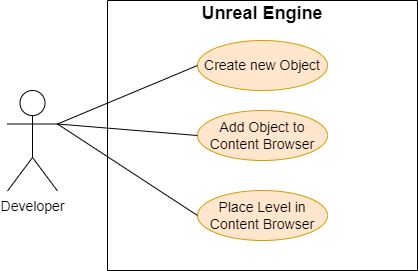 Unreal Engine
Create new Object
Add Object to
Content Browser
Developer
Place Level in
Content Browser